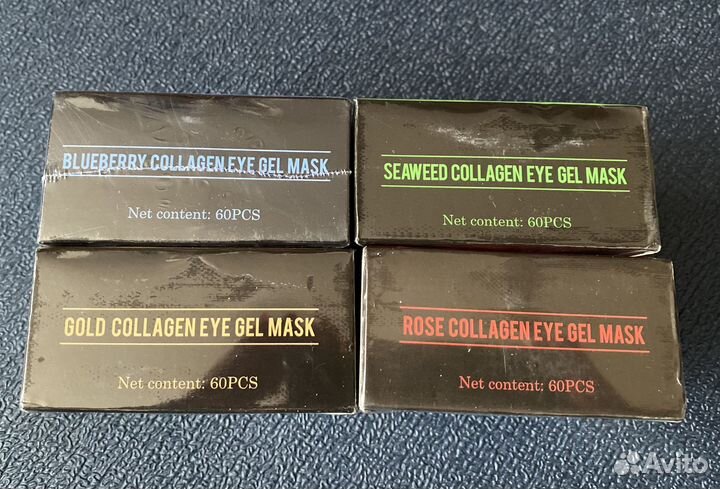 BLUEBERRY COLLAGEN EYE GEL MASK
Net content: 60PCS
SEAWEED COLLAGEN EYE GEL MASK
Net content: 60PCS
GOLD COLLAGEN EYE GEL MASK
Net content: 60PCS
ROSE COLLAGEN EYE GEL MASK
Net content: 60PCS
Avito